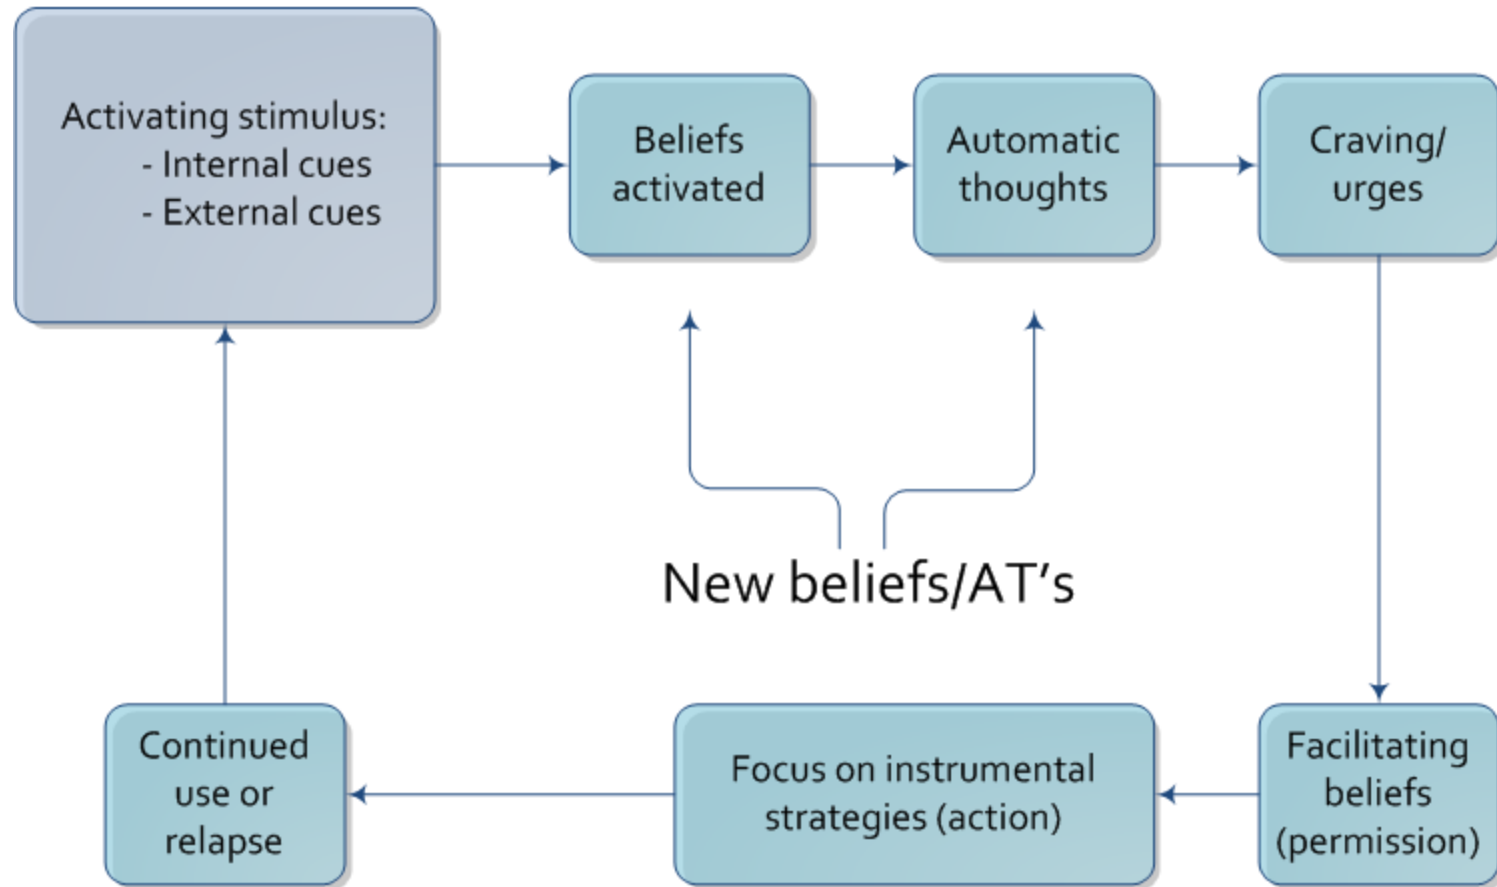 Activating stimulus:
- Internal cues
- External cues
Beliefs
activated
Automatic
thoughts
Craving/
urges
New beliefs/AT’s
Continued
use or
relapse
Focus on instrumental
strategies (action)
Facilitating
beliefs
(permission)